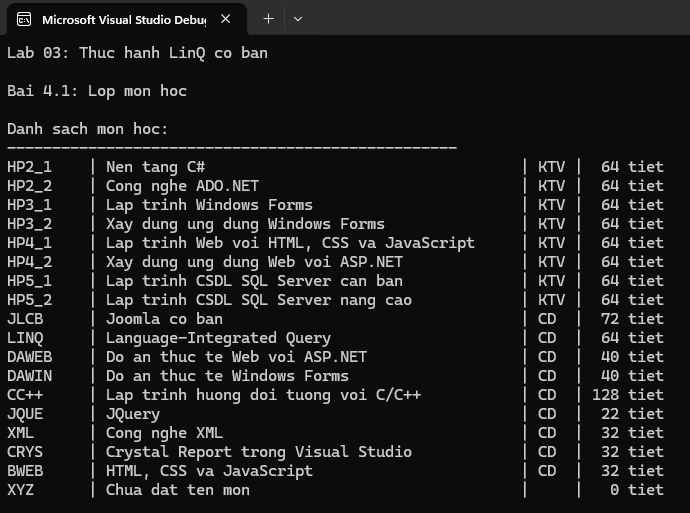 Microsoft Visual Studio Debu
Lab 03: Thuc hanh LinQ co ban
Bai 4.1: Lop mon hoc
Danh sach mon hoc:
--------------------------------------------------
HP2_1    | Nen tang C#                                   | KTV |  64 tiet
HP2_2    | Cong nghe ADO.NET                             | KTV |  64 tiet
HP3_1    | Lap trinh Windows Forms                       | KTV |  64 tiet
HP3_2    | Xay dung ung dung Windows Forms               | KTV |  64 tiet
HP4_1    | Lap trinh Web voi HTML, CSS va JavaScript     | KTV |  64 tiet
HP4_2    | Xay dung ung dung Web voi ASP.NET             | KTV |  64 tiet
HP5_1    | Lap trinh CSDL SQL Server can ban             | KTV |  64 tiet
HP5_2    | Lap trinh CSDL SQL Server nang cao            | KTV |  64 tiet
JLCB     | Joomla co ban                                 | CD  |  72 tiet
LINQ     | Language-Integrated Query                     | CD  |  64 tiet
DAWEB    | Do an thuc te Web voi ASP.NET                 | CD  |  40 tiet
DAWIN    | Do an thuc te Windows Forms                   | CD  |  40 tiet
CC++     | Lap trinh huong doi tuong voi C/C++           | CD  | 128 tiet
JQUE     | JQuery                                        | CD  |  22 tiet
XML      | Cong nghe XML                                 | CD  |  32 tiet
CRYS     | Crystal Report trong Visual Studio            | CD  |  32 tiet
BWEB     | HTML, CSS va JavaScript                       | CD  |  32 tiet
XYZ      | Chua dat ten mon                              |     |   0 tiet